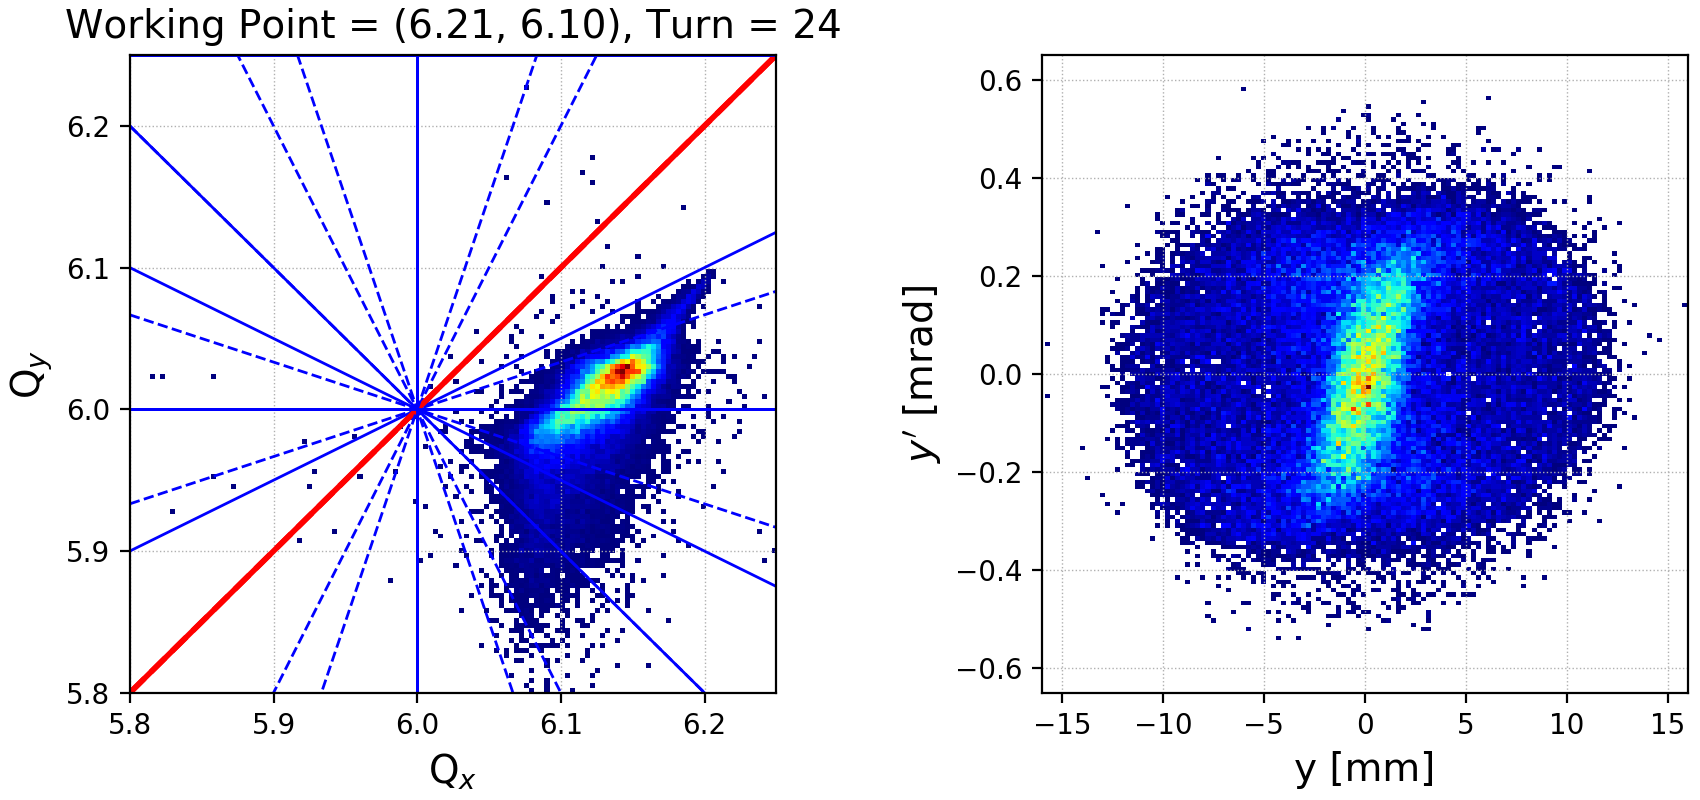 Working Point = (6.21, 6.10), Turn = 24
6.2
6.1
6.0
5.9
5.8
5.8 5.9 6.0 6.1 6.2
Qy
Qx
0.6
0.4
0.2
0.0
−0.2
−0.4
−0.6
−15 −10 −5 0 5 10 15
y′ [mrad]
y [mm]